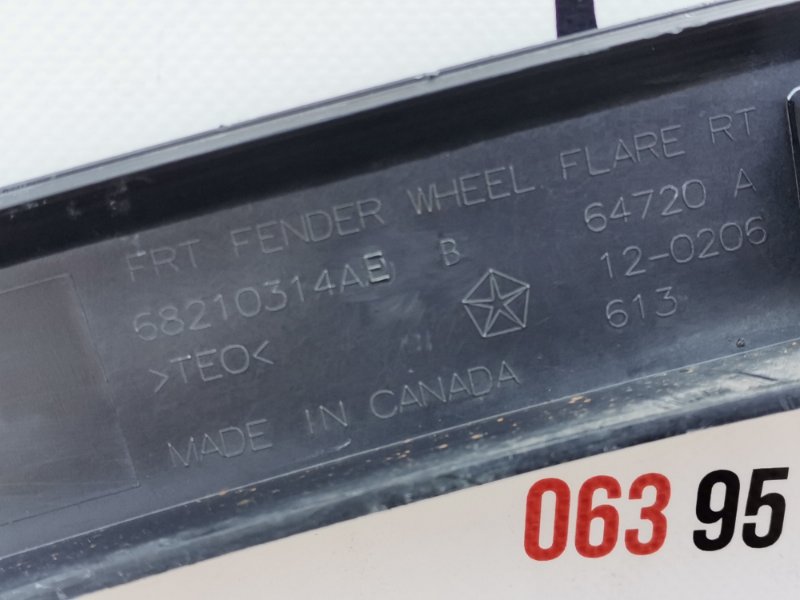 FRT FENDER WHEEL FLARE RT
68210314AE B 64720 A
12-0206
>TEO< 613
MADE IN CANADA
063 95